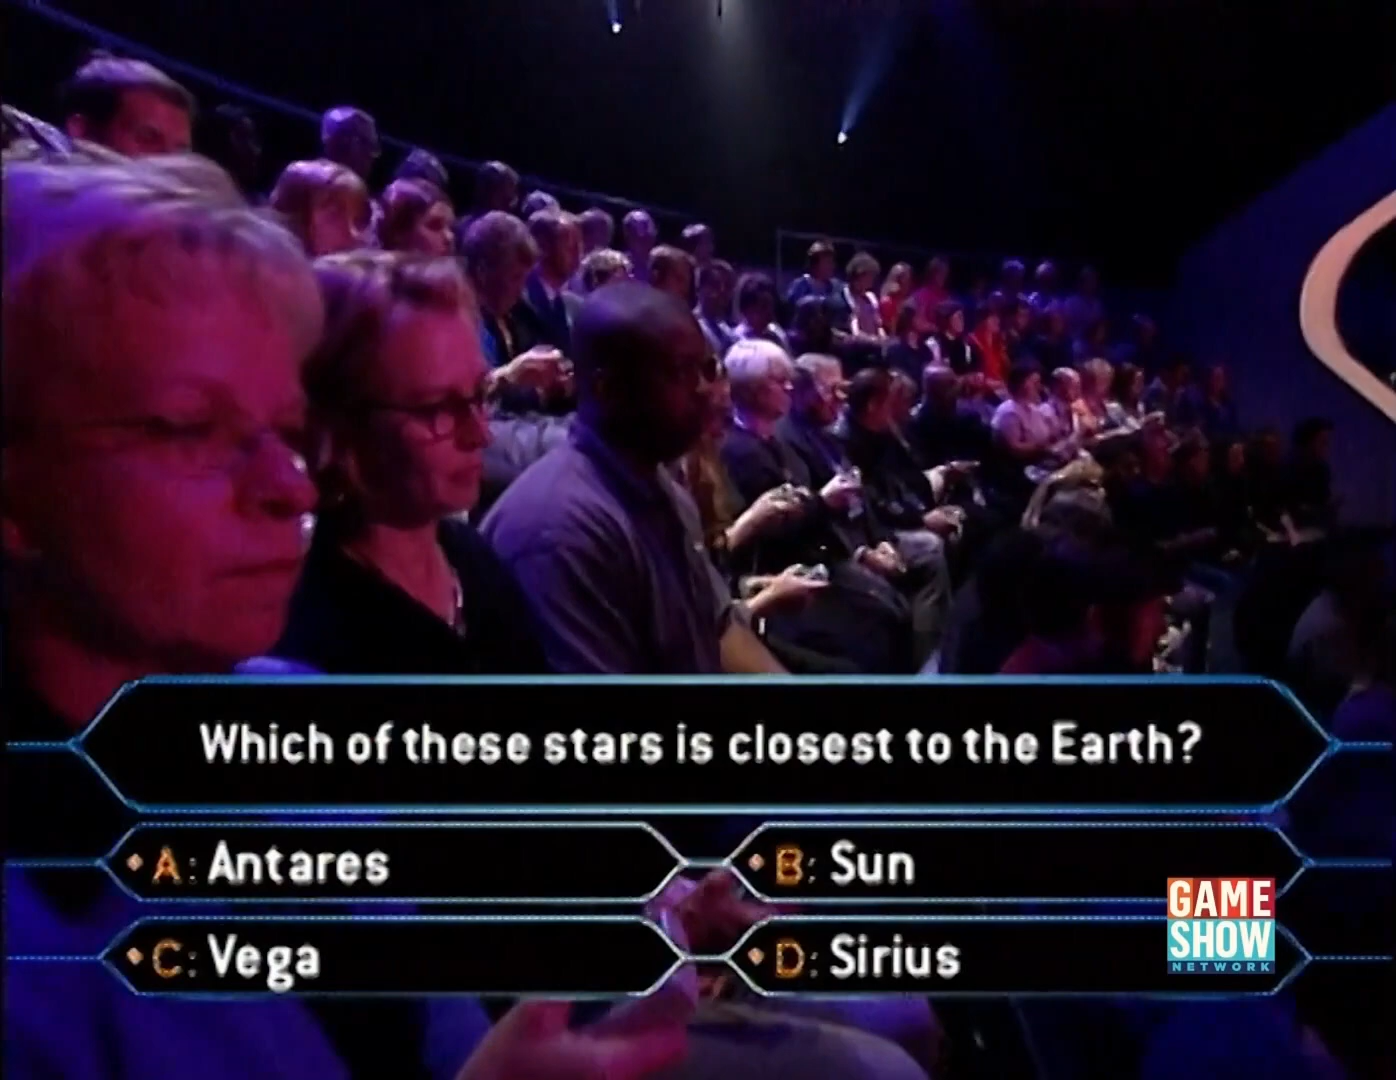 Which of these stars is closest to the Earth?
A: Antares
B: Sun
C: Vega
D: Sirius
GAME
SHOW
NETWORK